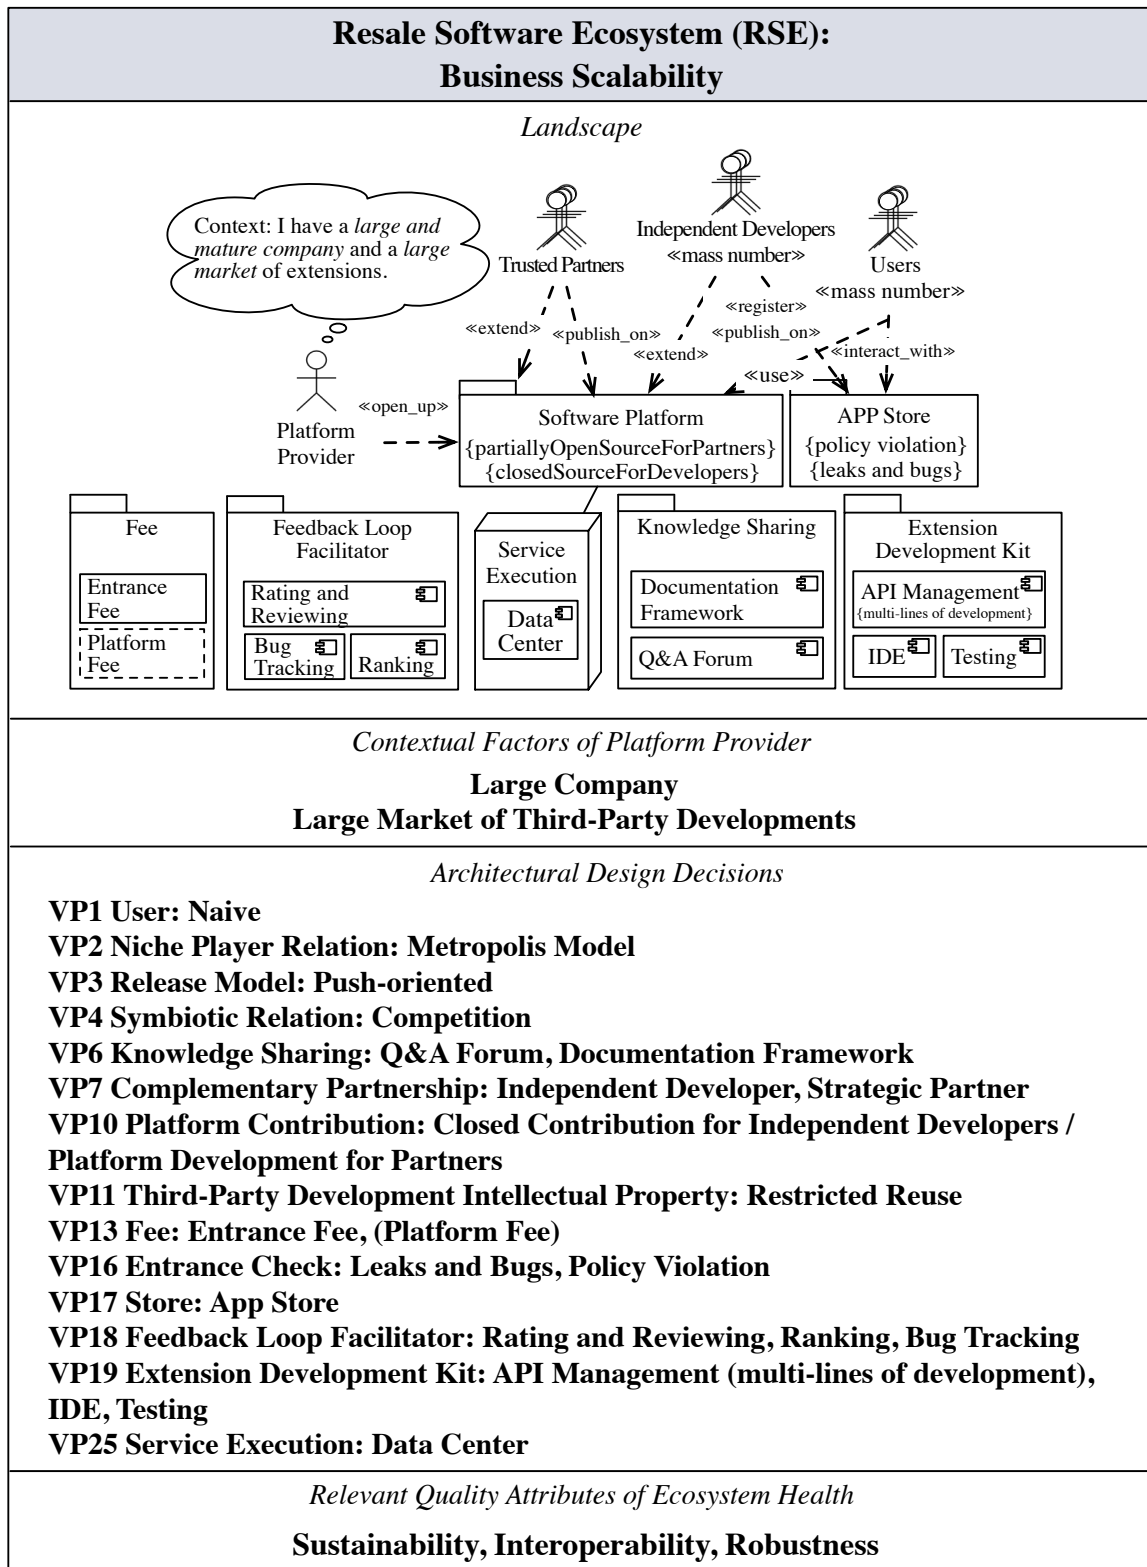 Resale Software Ecosystem (RSE):
Business Scalability
Landscape
Context: I have a large and
mature company and a large
market of extensions.
Trusted Partners
Independent Developers
≪mass number≫
Users
≪mass number≫
≪extend≫
≪publish_on≫
≪extend≫
≪register≫
≪publish_on≫
≪interact_with≫
≪use≫
≪open_up≫
Platform
Provider
Software Platform
{partiallyOpenSourceForPartners}
{closedSourceForDevelopers}
APP Store
{policy violation}
{leaks and bugs}
Fee
Entrance
Fee
Platform
Fee
Feedback Loop
Facilitator
Rating and
Reviewing
Bug
Tracking
Ranking
Service
Execution
Data
Center
Knowledge Sharing
Documentation
Framework
Q&A Forum
Extension
Development Kit
API Management
{multi-lines of development}
IDE
Testing
Contextual Factors of Platform Provider
Large Company
Large Market of Third-Party Developments
Architectural Design Decisions
VP1 User: Naive
VP2 Niche Player Relation: Metropolis Model
VP3 Release Model: Push-oriented
VP4 Symbiotic Relation: Competition
VP6 Knowledge Sharing: Q&A Forum, Documentation Framework
VP7 Complementary Partnership: Independent Developer, Strategic Partner
VP10 Platform Contribution: Closed Contribution for Independent Developers /
Platform Development for Partners
VP11 Third-Party Development Intellectual Property: Restricted Reuse
VP13 Fee: Entrance Fee, (Platform Fee)
VP16 Entrance Check: Leaks and Bugs, Policy Violation
VP17 Store: App Store
VP18 Feedback Loop Facilitator: Rating and Reviewing, Ranking, Bug Tracking
VP19 Extension Development Kit: API Management (multi-lines of development),
IDE, Testing
VP25 Service Execution: Data Center
Relevant Quality Attributes of Ecosystem Health
Sustainability, Interoperability, Robustness